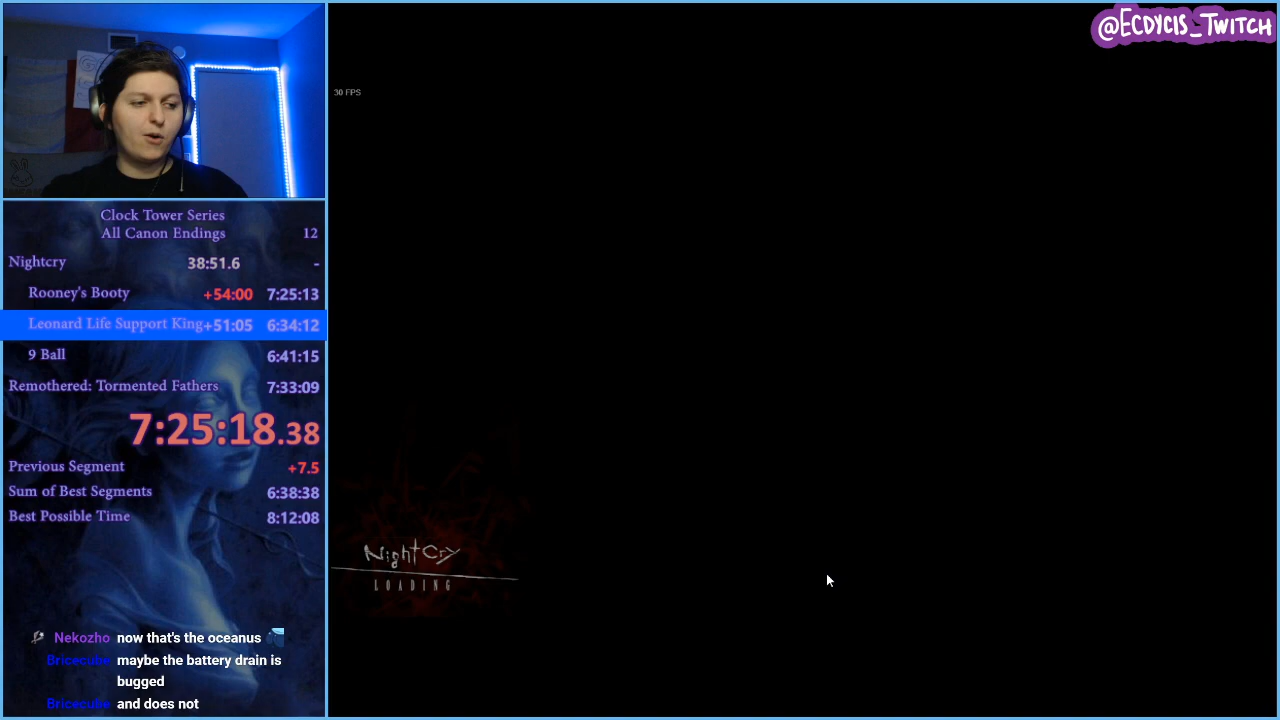 @ECDYCIS_TWITCH
30 FPS
Clock Tower Series
All Canon Endings 12
Nightcry 38:51.6 -
Rooney's Booty +54:00 7:25:13
Leonard Life Support King +51:05 6:34:12
9 Ball 6:41:15
Remothered: Tormented Fathers 7:33:09
7:25:18.38
Previous Segment +7.5
Sum of Best Segments 6:38:38
Best Possible Time 8:12:08
NightCry
LOADING
Nekozho now that's the oceanus
Bricecube maybe the battery drain is
bugged
Bricecube and does not